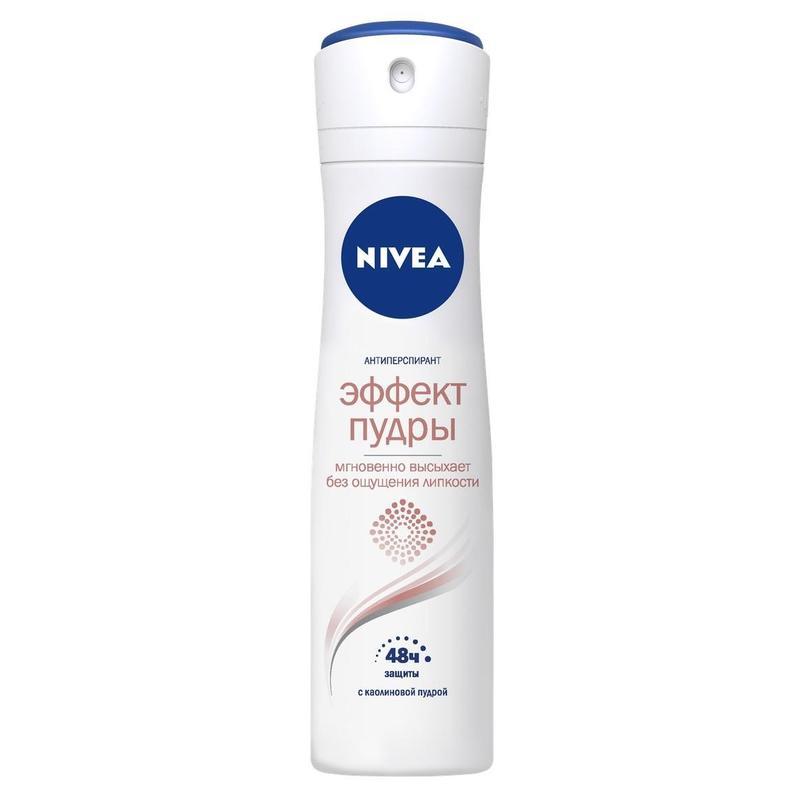 NIVEA
АНТИПЕРСПИРАНТ
эффект
пудры
мгновенно высыхает
без ощущения липкости
48ч
защиты
с каолиновой пудрой